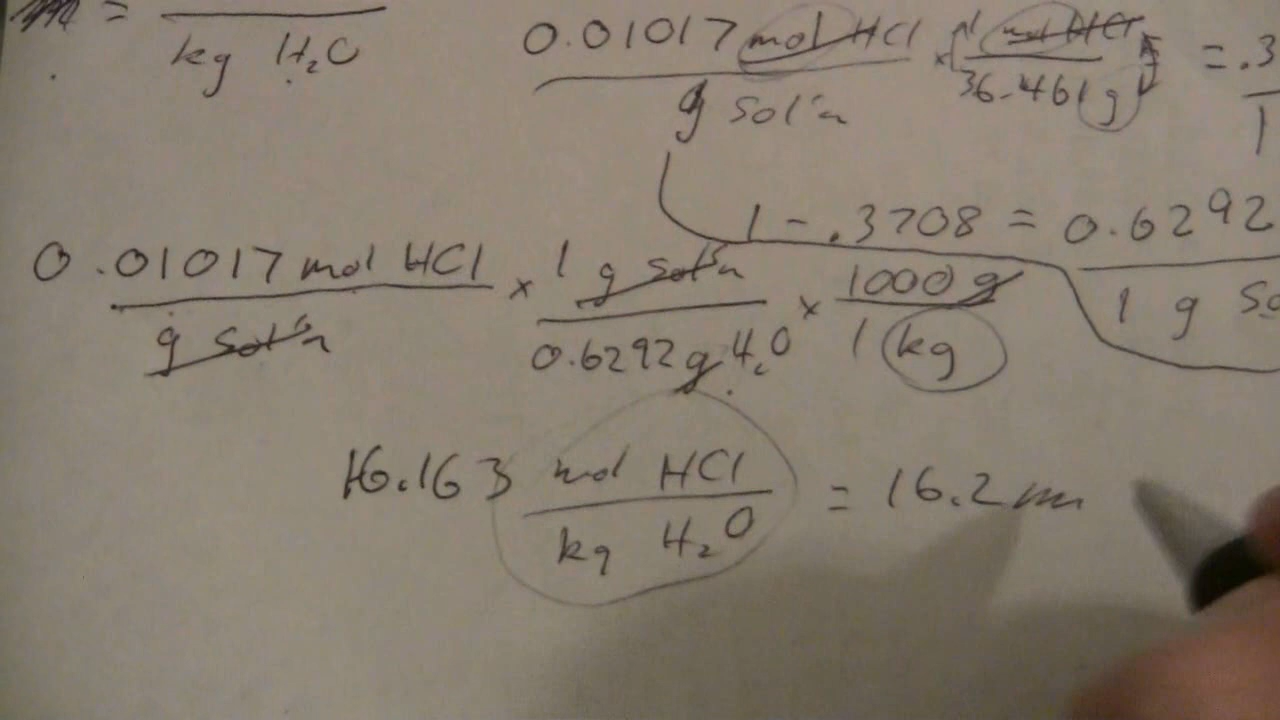 m = kg H₂O
0.01017 mol HCl / g sol'n × [1 mol HCl / 36.461 g] = .3 / 1
1 - .3708 = 0.6292 / 1 g So
0.01017 mol HCl / g sol'n × 1 g sol'n / 0.6292 g H₂O × 1000 g / 1 kg
16.163 mol HCl / kg H₂O = 16.2 m